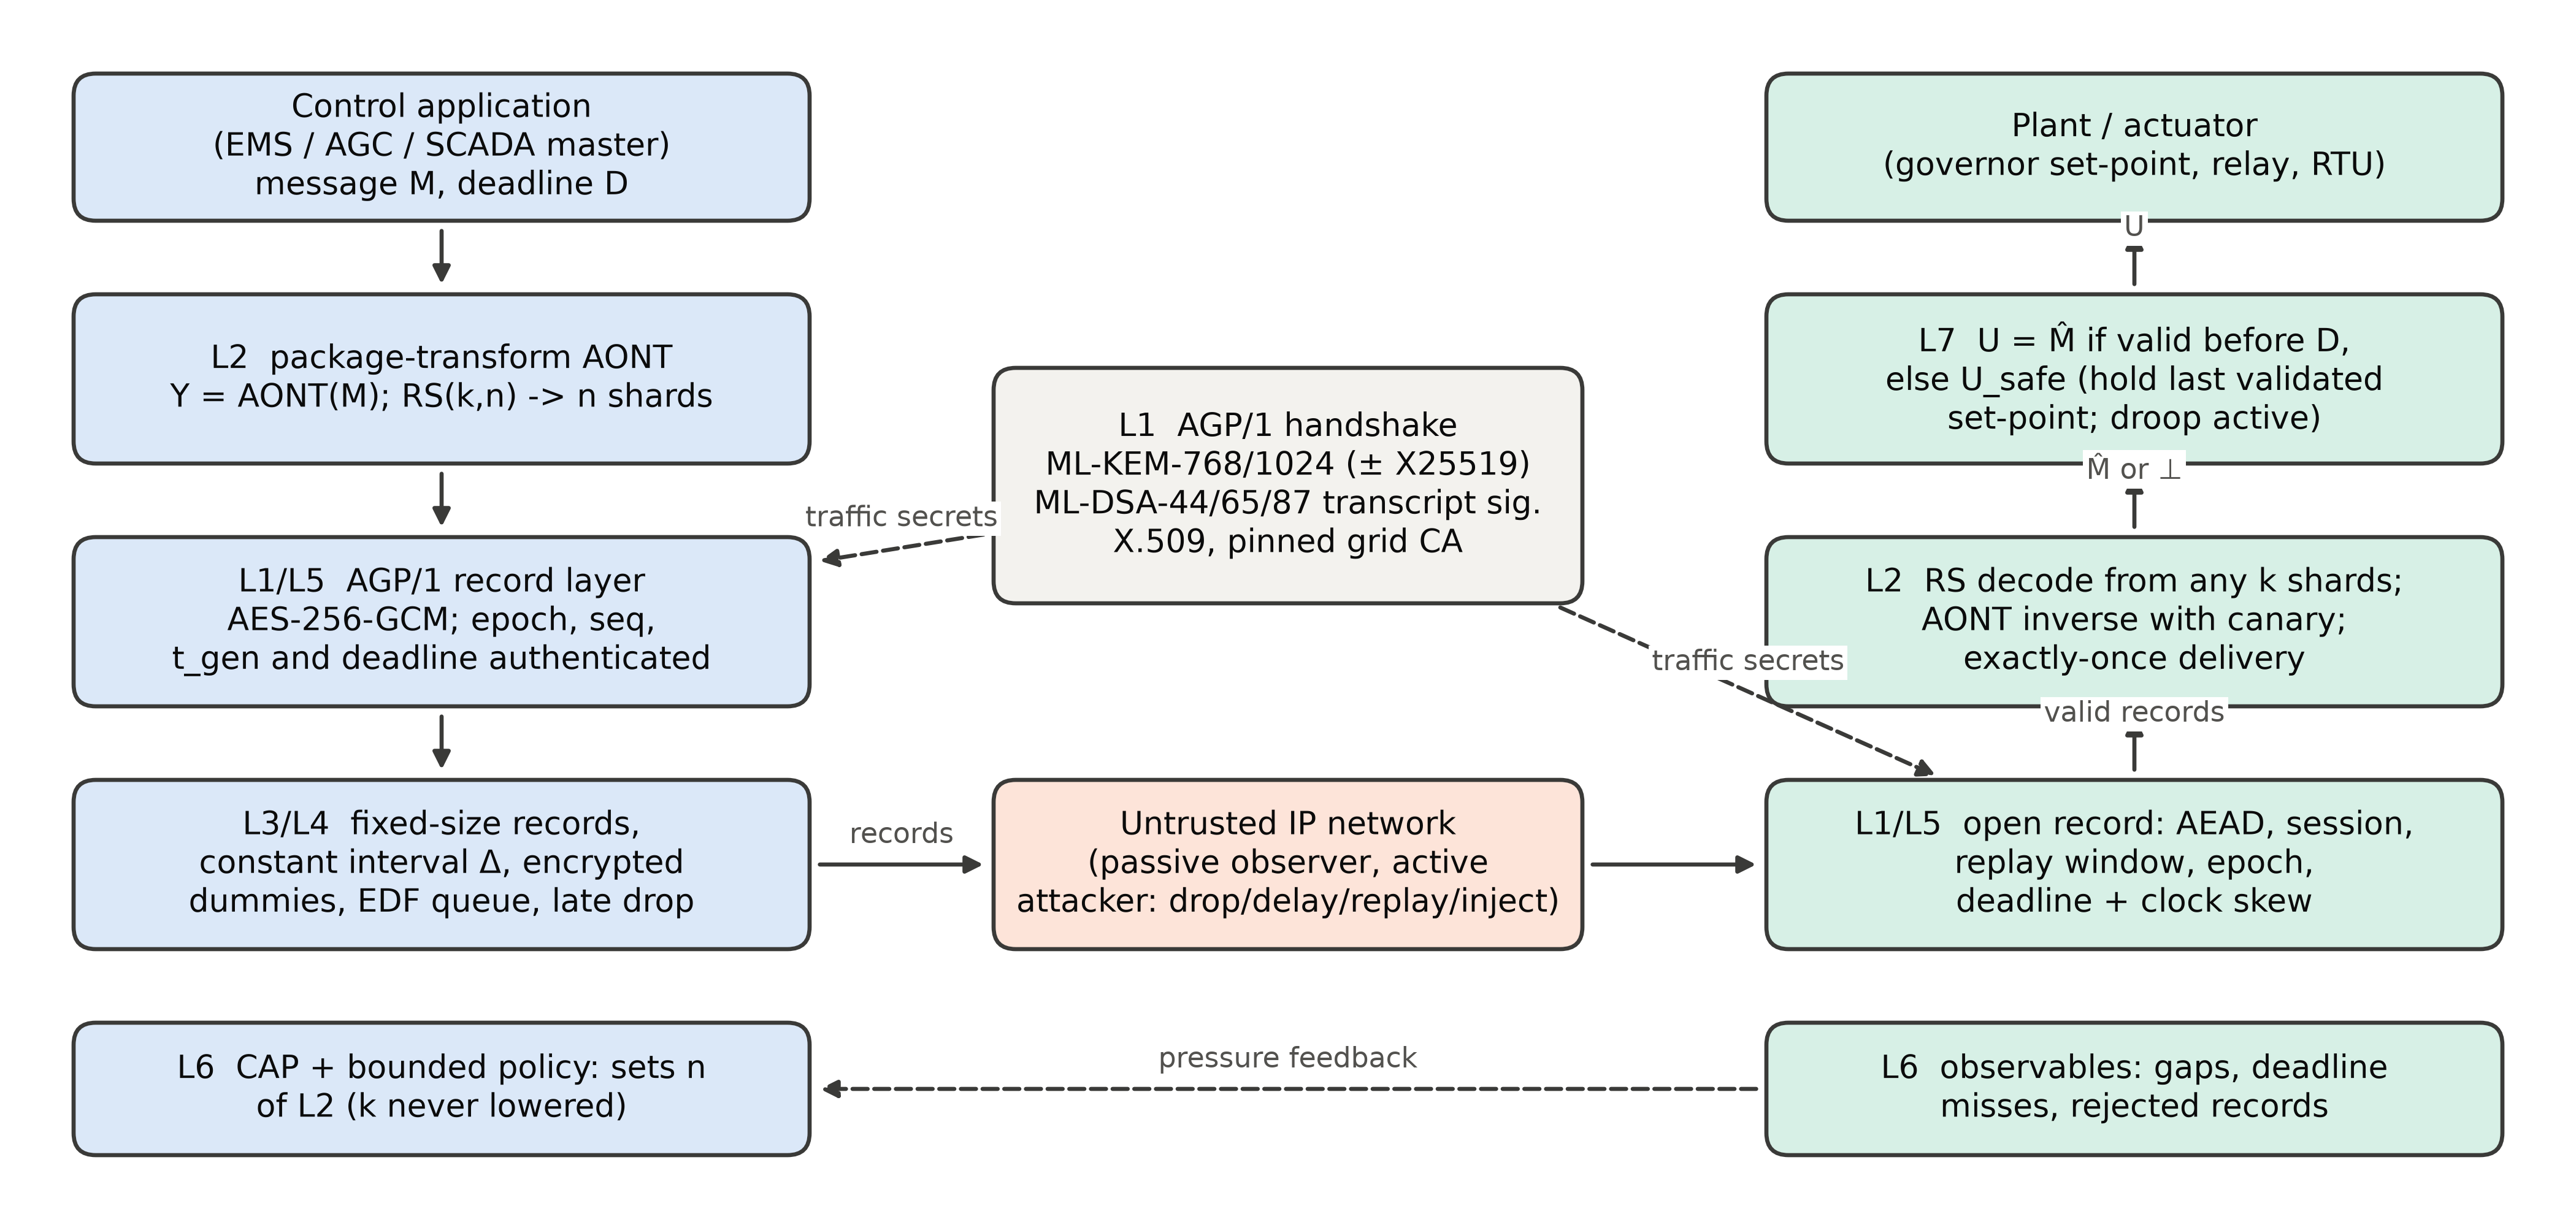 Control application
(EMS / AGC / SCADA master)
message M, deadline D
L2  package-transform AONT
Y = AONT(M); RS(k,n) -> n shards
L1/L5  AGP/1 record layer
AES-256-GCM; epoch, seq,
t_gen and deadline authenticated
L3/L4  fixed-size records,
constant interval Δ, encrypted
dummies, EDF queue, late drop
L6  CAP + bounded policy: sets n
of L2 (k never lowered)
L1  AGP/1 handshake
ML-KEM-768/1024 (± X25519)
ML-DSA-44/65/87 transcript sig.
X.509, pinned grid CA
traffic secrets
traffic secrets
records
Untrusted IP network
(passive observer, active
attacker: drop/delay/replay/inject)
pressure feedback
Plant / actuator
(governor set-point, relay, RTU)
U
L7  U = M̂ if valid before D,
else U_safe (hold last validated
set-point; droop active)
M̂ or ⊥
L2  RS decode from any k shards;
AONT inverse with canary;
exactly-once delivery
valid records
L1/L5  open record: AEAD, session,
replay window, epoch,
deadline + clock skew
L6  observables: gaps, deadline
misses, rejected records